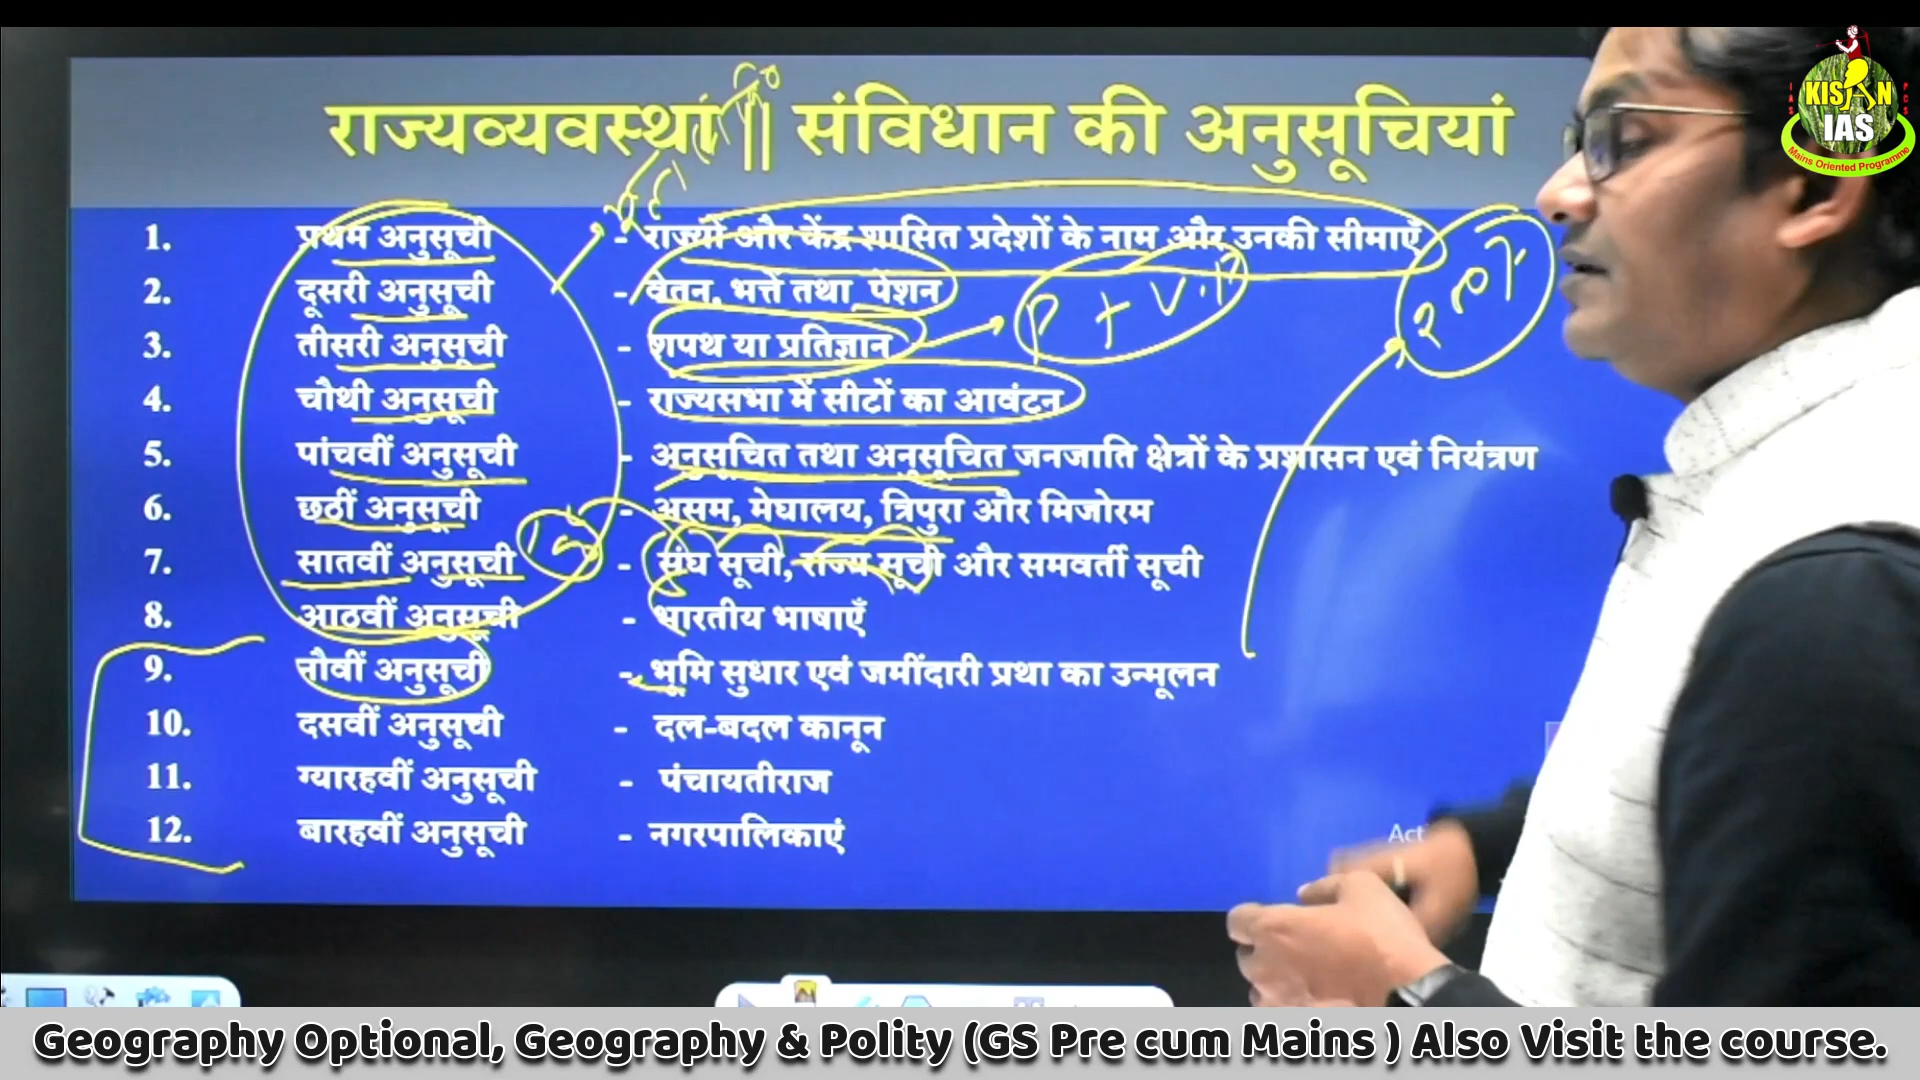 राज्यव्यवस्था || संविधान की अनुसूचियां
1. प्रथम अनुसूची - राज्यों और केंद्र शासित प्रदेशों के नाम और उनकी सीमाएँ
2. दूसरी अनुसूची - वेतन, भत्ते तथा पेंशन
P + V.P
3. तीसरी अनुसूची - शपथ या प्रतिज्ञान
4. चौथी अनुसूची - राज्यसभा में सीटों का आवंटन
5. पांचवीं अनुसूची - अनुसूचित तथा अनुसूचित जनजाति क्षेत्रों के प्रशासन एवं नियंत्रण
6. छठीं अनुसूची - असम, मेघालय, त्रिपुरा और मिजोरम
7. सातवीं अनुसूची - संघ सूची, राज्य सूची और समवर्ती सूची
8. आठवीं अनुसूची - भारतीय भाषाएँ
9. नौवीं अनुसूची - भूमि सुधार एवं जमींदारी प्रथा का उन्मूलन
10. दसवीं अनुसूची - दल-बदल कानून
11. ग्यारहवीं अनुसूची - पंचायतीराज
12. बारहवीं अनुसूची - नगरपालिकाएं
Act
KISAN
IAS
Mains Oriented Programme
Geography Optional, Geography & Polity (GS Pre cum Mains ) Also Visit the course.